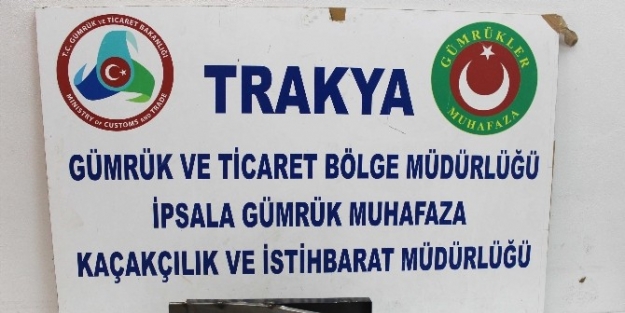 T.C. GÜMRÜK VE TİCARET BAKANLIĞI
MINISTRY OF CUSTOMS AND TRADE
TRAKYA
GÜMRÜKLER
MUHAFAZA
GÜMRÜK VE TİCARET BÖLGE MÜDÜRLÜĞÜ
İPSALA GÜMRÜK MUHAFAZA
KAÇAKÇILIK VE İSTİHBARAT MÜDÜRLÜĞÜ